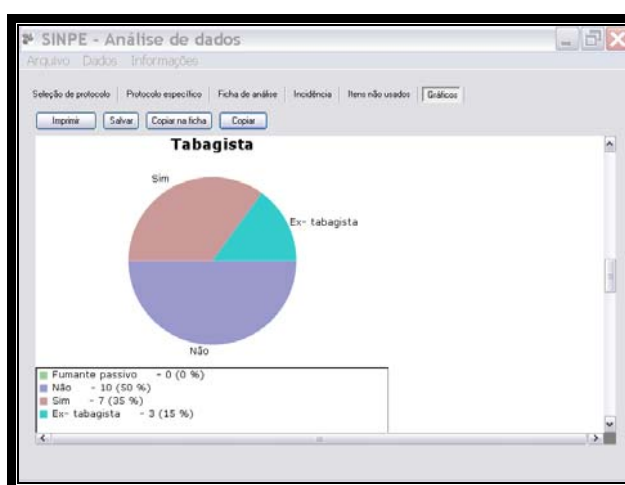 SINPE - Análise de dados
Arquivo Dados Informações
Seleção de protocolo Protocolo específico Ficha de análise Incidência Itens não usados Gráficos
Imprimir Salvar Copiar na ficha Copiar
Tabagista
Sim
Ex- tabagista
Não
Fumante passivo - 0 (0 %)
Não - 10 (50 %)
Sim - 7 (35 %)
Ex- tabagista - 3 (15 %)